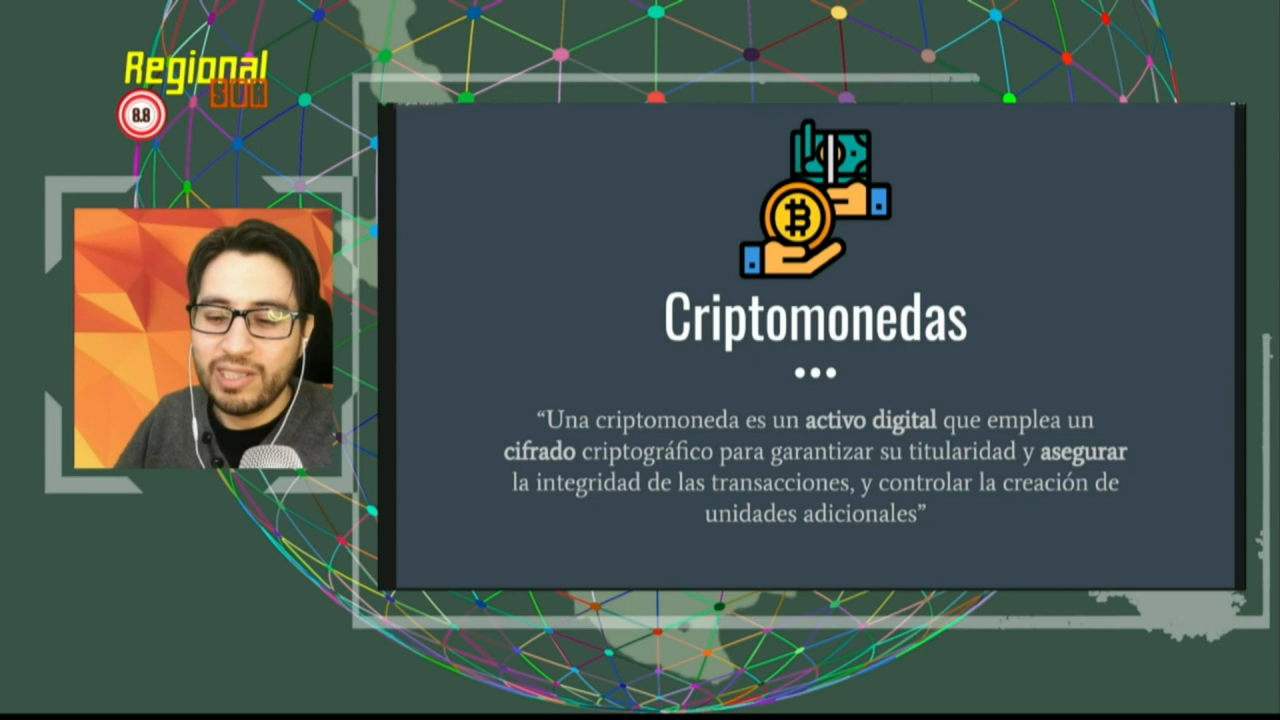 Regional
SUR
8.8
Criptomonedas
“Una criptomoneda es un activo digital que emplea un
cifrado criptográfico para garantizar su titularidad y asegurar
la integridad de las transacciones, y controlar la creación de
unidades adicionales”